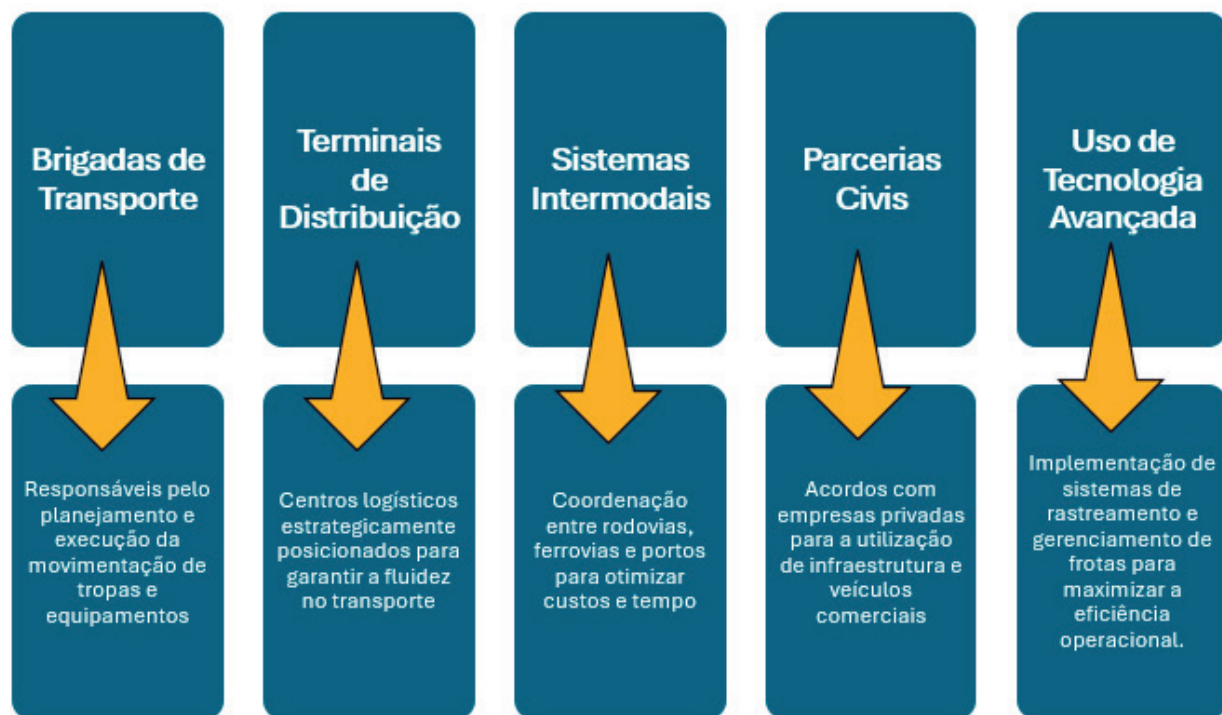 Brigadas de
Transporte
Terminais
de
Distribuição
Sistemas
Intermodais
Parcerias
Civis
Uso de
Tecnologia
Avançada
Responsáveis pelo
planejamento e
execução da
movimentação de
tropas e
equipamentos
Centros logísticos
estrategicamente
posicionados para
garantir a fluidez
no transporte
Coordenação
entre rodovias,
ferrovias e portos
para otimizar
custos e tempo
Acordos com
empresas privadas
para a utilização
de infraestrutura e
veículos
comerciais
Implementação de
sistemas de
rastreamento e
gerenciamento de
frotas para
maximizar a
eficiência
operacional.